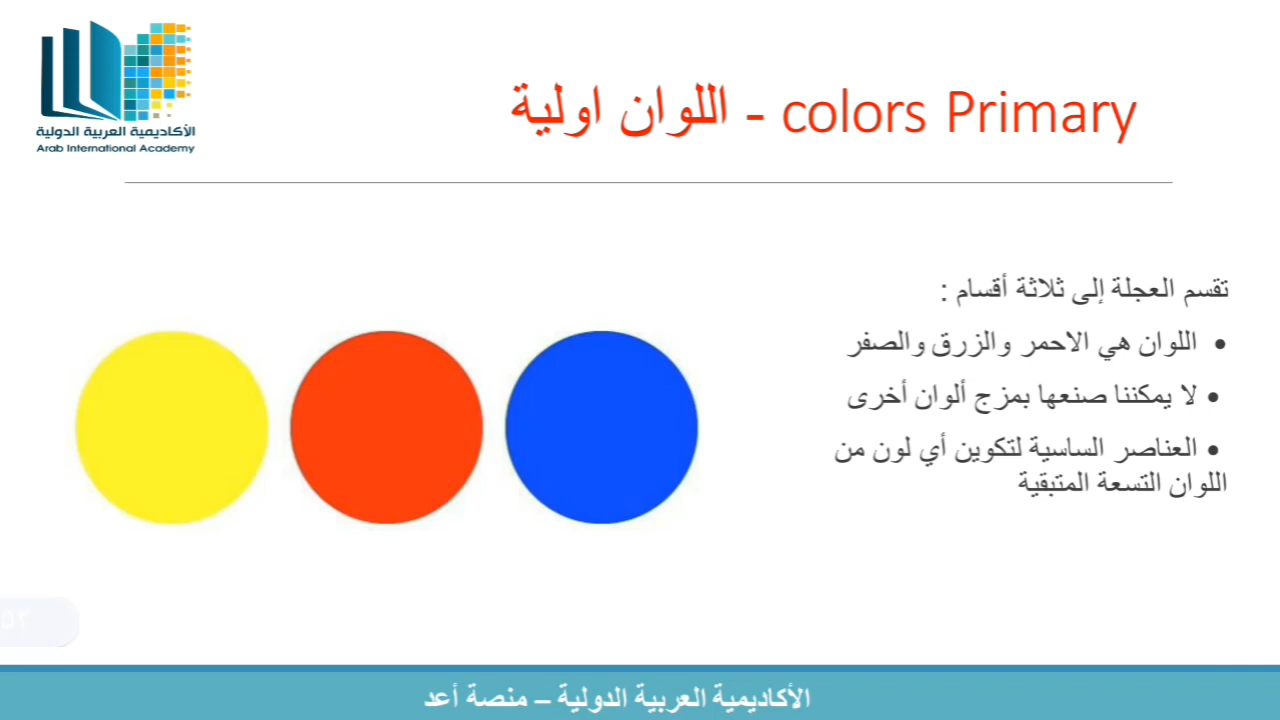 الأكاديمية العربية الدولية
Arab International Academy
colors Primary - اللوان اولية
تقسم العجلة إلى ثلاثة أقسام :
• اللوان هي الاحمر والزرق والصفر
• لا يمكننا صنعها بمزج ألوان أخرى
• العناصر الساسية لتكوين أي لون من
اللوان التسعة المتبقية
٥٢
الأكاديمية العربية الدولية – منصة أعد